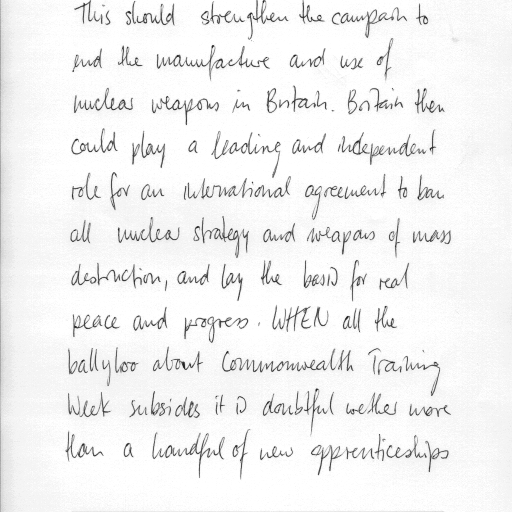 This should strengthen the campain to
end the manufacture and use of
nuclear weapons in Britain. Britain then
could play a leading and independent
role for an international agreement to ban
all nuclear strategy and weapons of mass
destruction, and lay the basis for real
peace and progress. WHEN all the
ballyloo about Commonwealth Training
Week subsides it is doubtful wether more
than a handful of new apprenticeships